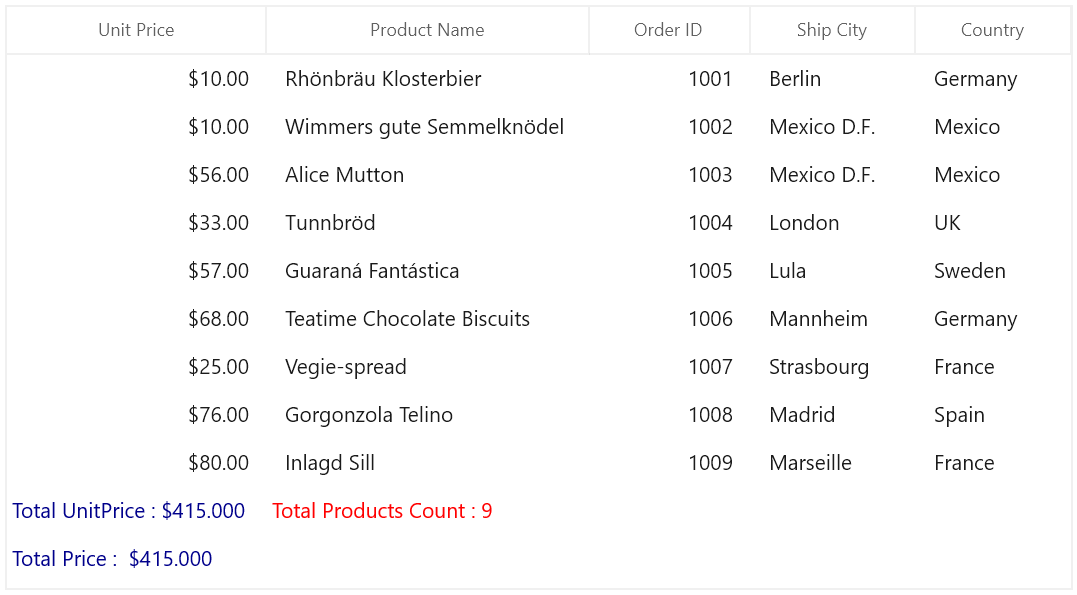 Unit Price Product Name Order ID Ship City Country
$10.00 Rhönbräu Klosterbier 1001 Berlin Germany
$10.00 Wimmers gute Semmelknödel 1002 Mexico D.F. Mexico
$56.00 Alice Mutton 1003 Mexico D.F. Mexico
$33.00 Tunnbröd 1004 London UK
$57.00 Guaraná Fantástica 1005 Lula Sweden
$68.00 Teatime Chocolate Biscuits 1006 Mannheim Germany
$25.00 Vegie-spread 1007 Strasbourg France
$76.00 Gorgonzola Telino 1008 Madrid Spain
$80.00 Inlagd Sill 1009 Marseille France
Total UnitPrice : $415.000 Total Products Count : 9
Total Price : $415.000